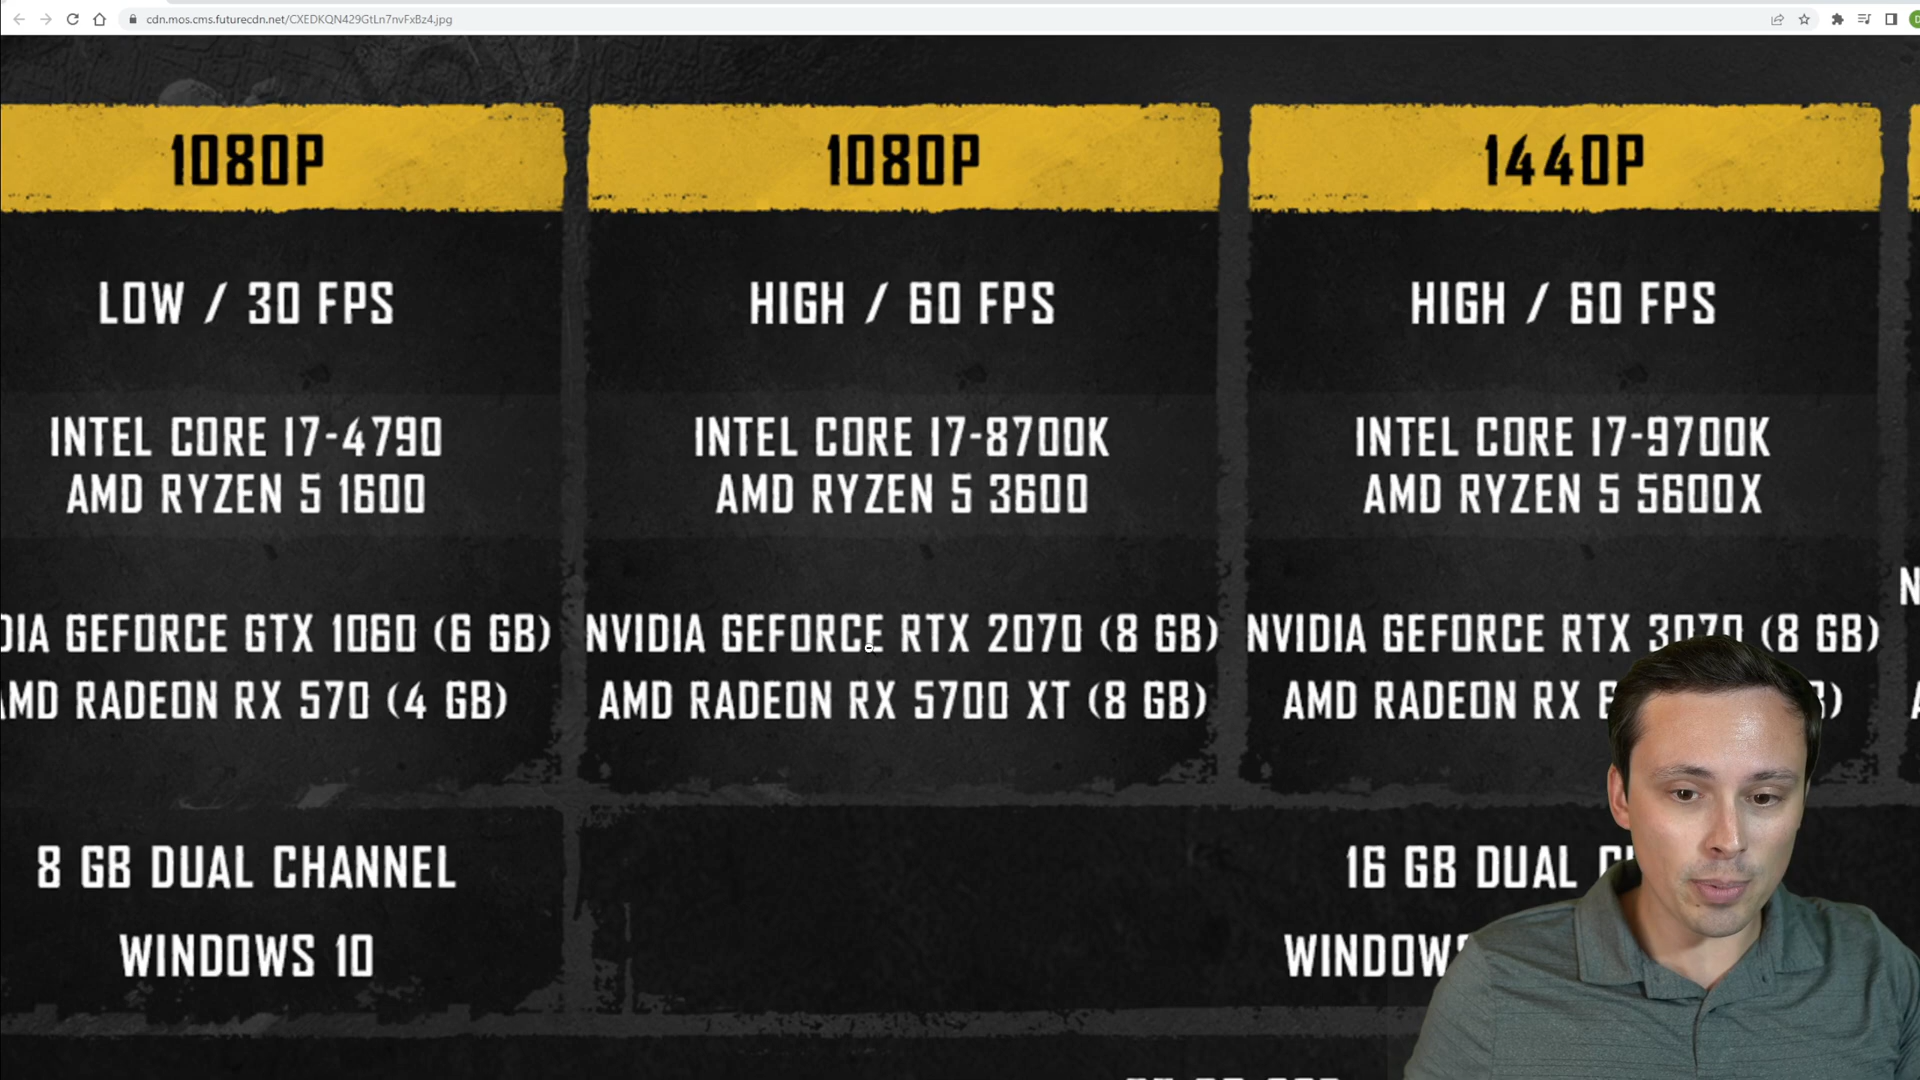 cdn.mos.cms.futurecdn.net/CXEDKQN429GtLn7nvFxBz4.jpg
1080P
LOW / 30 FPS
INTEL CORE I7-4790
AMD RYZEN 5 1600
GEFORCE GTX 1060 (6 GB)
RADEON RX 570 (4 GB)
8 GB DUAL CHANNEL
WINDOWS 10
1080P
HIGH / 60 FPS
INTEL CORE I7-8700K
AMD RYZEN 5 3600
NVIDIA GEFORCE RTX 2070 (8 GB)
AMD RADEON RX 5700 XT (8 GB)
1440P
HIGH / 60 FPS
INTEL CORE I7-9700K
AMD RYZEN 5 5600X
NVIDIA GEFORCE RTX 3070 (8 GB)
AMD RADEON RX
16 GB DUAL